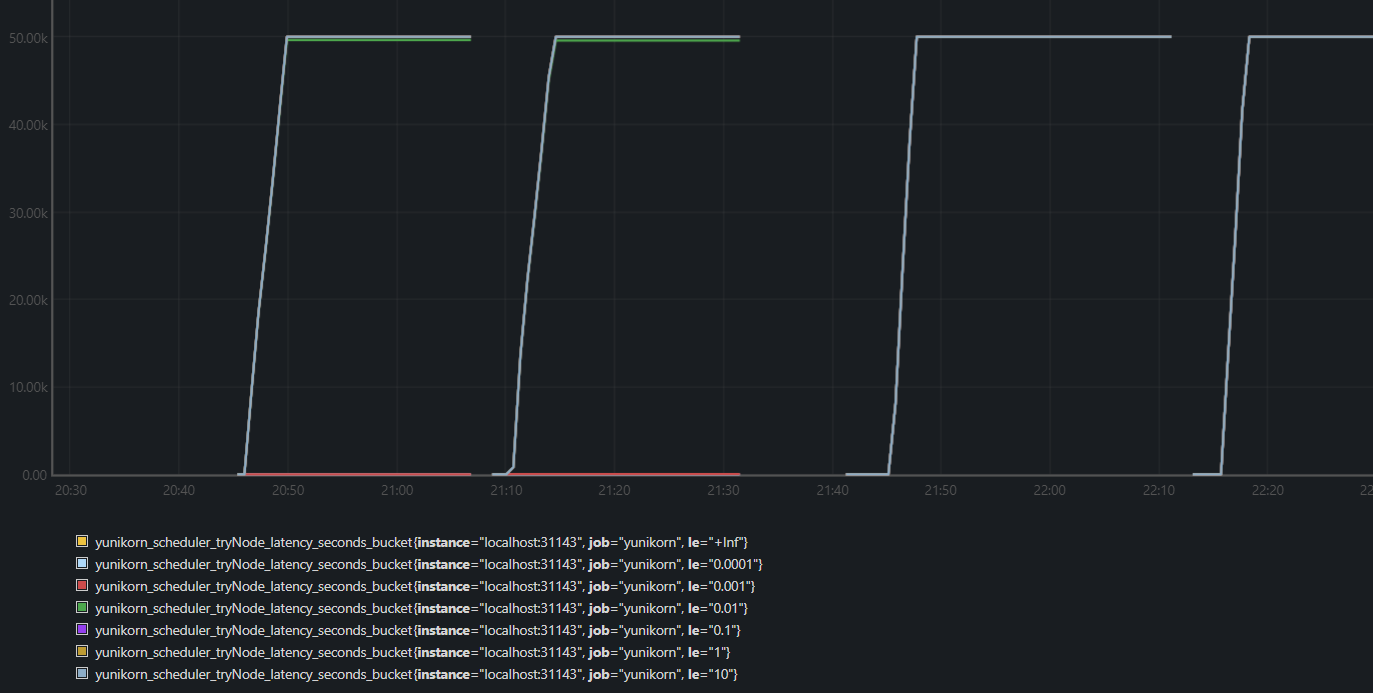 50.00k
40.00k
30.00k
20.00k
10.00k
0.00
20:30 20:40 20:50 21:00 21:10 21:20 21:30 21:40 21:50 22:00 22:10 22:20 22
yunikorn_scheduler_tryNode_latency_seconds_bucket{instance="localhost:31143", job="yunikorn", le="+Inf"}
yunikorn_scheduler_tryNode_latency_seconds_bucket{instance="localhost:31143", job="yunikorn", le="0.0001"}
yunikorn_scheduler_tryNode_latency_seconds_bucket{instance="localhost:31143", job="yunikorn", le="0.001"}
yunikorn_scheduler_tryNode_latency_seconds_bucket{instance="localhost:31143", job="yunikorn", le="0.01"}
yunikorn_scheduler_tryNode_latency_seconds_bucket{instance="localhost:31143", job="yunikorn", le="0.1"}
yunikorn_scheduler_tryNode_latency_seconds_bucket{instance="localhost:31143", job="yunikorn", le="1"}
yunikorn_scheduler_tryNode_latency_seconds_bucket{instance="localhost:31143", job="yunikorn", le="10"}